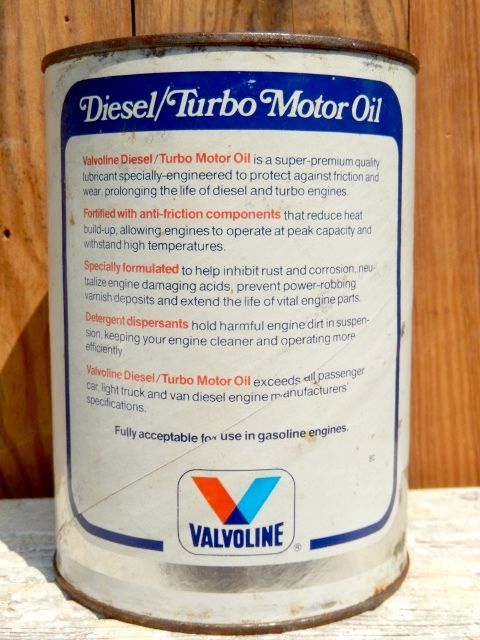 Diesel/Turbo Motor Oil
Valvoline Diesel/Turbo Motor Oil is a super-premium quality
lubricant specially-engineered to protect against friction and
wear, prolonging the life of diesel and turbo engines.
Fortified with anti-friction components that reduce heat
build-up, allowing engines to operate at peak capacity and
withstand high temperatures.
Specially formulated to help inhibit rust and corrosion, neu-
tralize engine damaging acids, prevent power-robbing
varnish deposits and extend the life of vital engine parts.
Detergent dispersants hold harmful engine dirt in suspen-
sion, keeping your engine cleaner and operating more
efficiently
Valvoline Diesel/Turbo Motor Oil exceeds all passenger
car, light truck and van diesel engine manufacturers'
specifications.
Fully acceptable for use in gasoline engines.
BC
VALVOLINE ®